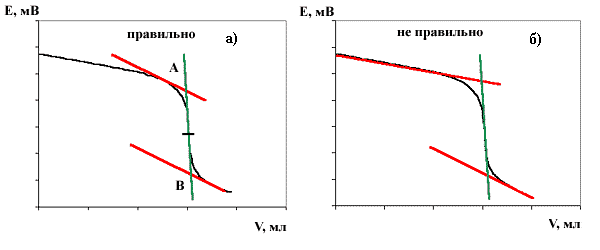 E, мВ
правильно
а)
A
B
V, мл
E, мВ
не правильно
б)
V, мл